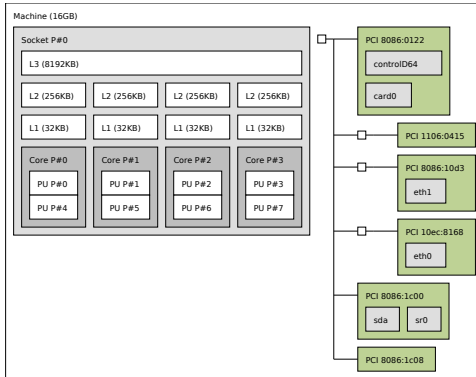 Machine (16GB)
Socket P#0
L3 (8192KB)
L2 (256KB) L2 (256KB) L2 (256KB) L2 (256KB)
L1 (32KB) L1 (32KB) L1 (32KB) L1 (32KB)
Core P#0 Core P#1 Core P#2 Core P#3
PU P#0 PU P#1 PU P#2 PU P#3
PU P#4 PU P#5 PU P#6 PU P#7
PCI 8086:0122
controlD64
card0
PCI 1106:0415
PCI 8086:10d3
eth1
PCI 10ec:8168
eth0
PCI 8086:1c00
sda sr0
PCI 8086:1c08